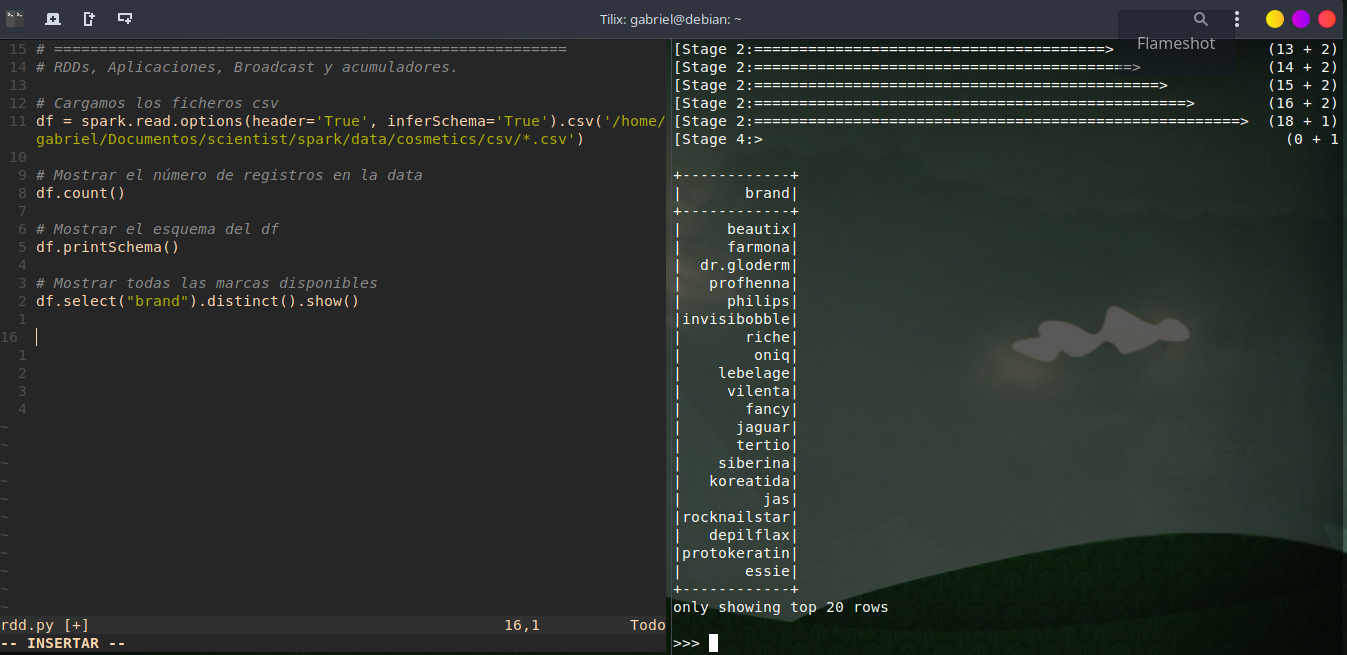 Tilix: gabriel@debian: ~
Flameshot
15 # =========================================================
14 # RDDs, Aplicaciones, Broadcast y acumuladores.
13
12 # Cargamos los ficheros csv
11 df = spark.read.options(header='True', inferSchema='True').csv('/home/
gabriel/Documentos/scientist/spark/data/cosmetics/csv/*.csv')
10
9 # Mostrar el número de registros en la data
8 df.count()
7
6 # Mostrar el esquema del df
5 df.printSchema()
4
3 # Mostrar todas las marcas disponibles
2 df.select("brand").distinct().show()
1
16
1
2
3
4
~
~
~
~
~
~
~
~
~
~
~
rdd.py [+] 16,1 Todo
-- INSERTAR --
[Stage 2:=======================================> (13 + 2)
[Stage 2:==========================================> (14 + 2)
[Stage 2:=============================================> (15 + 2)
[Stage 2:================================================> (16 + 2)
[Stage 2:======================================================> (18 + 1)
[Stage 4:> (0 + 1
+------------+
|       brand|
+------------+
|     beautix|
|     farmona|
|  dr.gloderm|
|   profhenna|
|     philips|
|invisibobble|
|       riche|
|        oniq|
|    lebelage|
|     vilenta|
|       fancy|
|      jaguar|
|      tertio|
|    siberina|
|   koreatida|
|         jas|
|rocknailstar|
|   depilflax|
|protokeratin|
|       essie|
+------------+
only showing top 20 rows
>>>